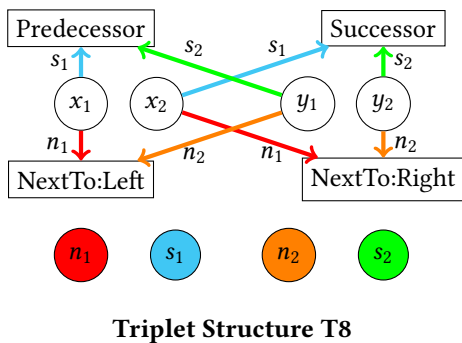 Predecessor
Successor
s₁
s₂
s₁
s₂
x₁
x₂
y₁
y₂
n₁
n₂
n₁
n₂
NextTo:Left
NextTo:Right
n₁
s₁
n₂
s₂
Triplet Structure T8